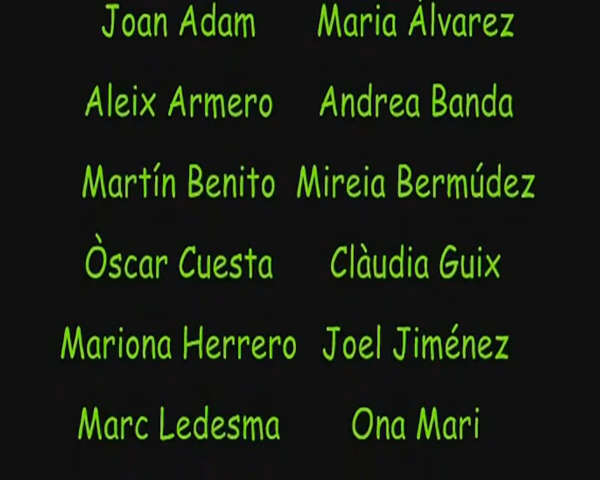 Joan Adam Maria Álvarez
Aleix Armero Andrea Banda
Martín Benito Mireia Bermúdez
Òscar Cuesta Clàudia Guix
Mariona Herrero Joel Jiménez
Marc Ledesma Ona Mari